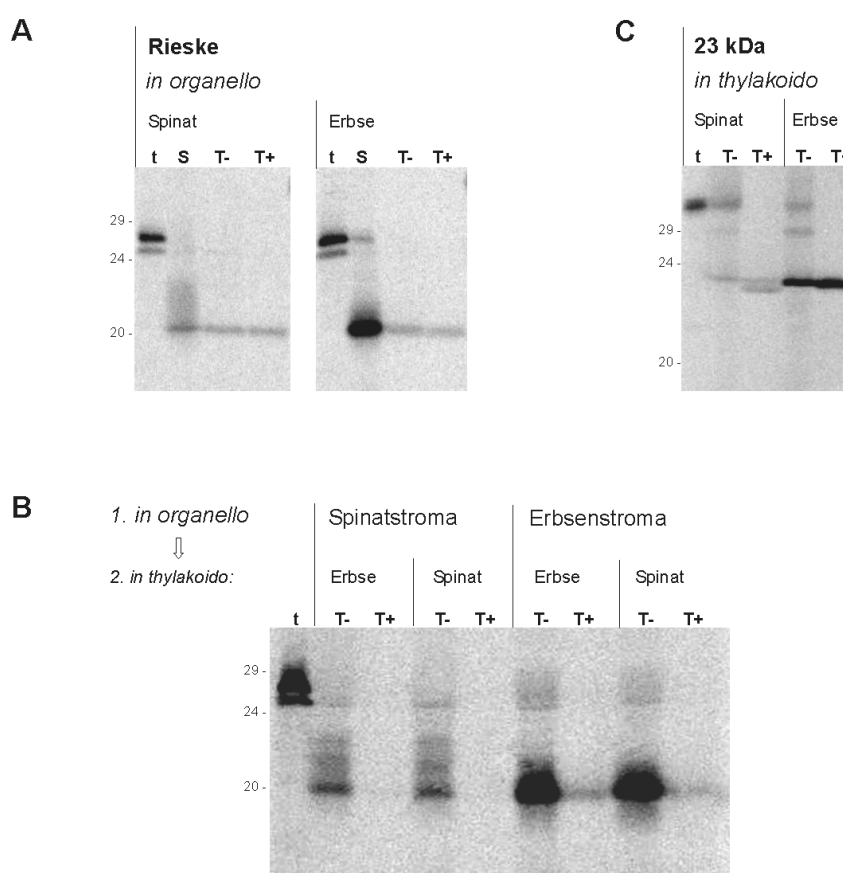 A
Rieske
in organello
Spinat Erbse
t S T- T+ t S T- T+
29 -
24 -
20 -
C
23 kDa
in thylakoido
Spinat Erbse
t T- T+ T-
29 -
24 -
20 -
B
1. in organello Spinatstroma Erbsenstroma
⇩
2. in thylakoido: Erbse Spinat Erbse Spinat
t T- T+ T- T+ T- T+ T- T+
29 -
24 -
20 -